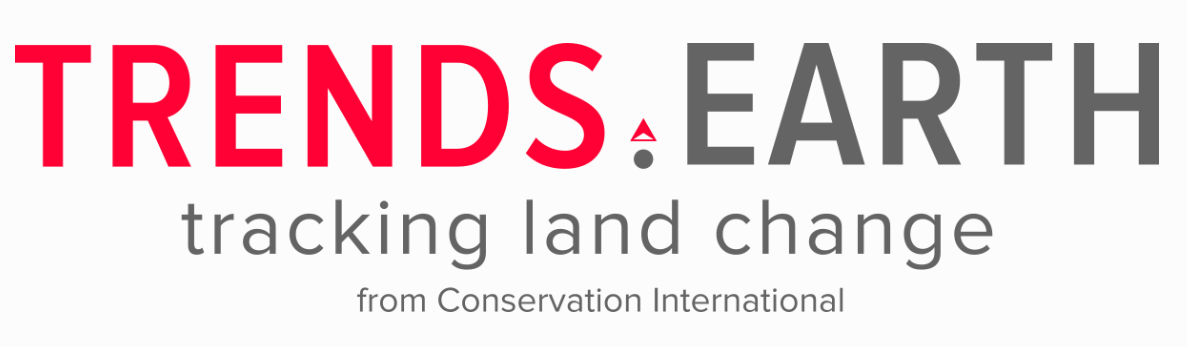 TRENDS.EARTH
tracking land change
from Conservation International